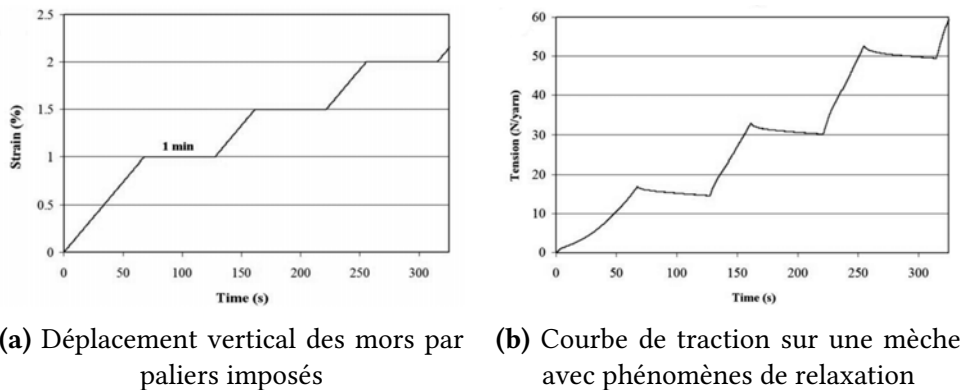 2.5
2
1.5
1
0.5
0
Strain (%)
1 min
0 50 100 150 200 250 300
Time (s)
60
50
40
30
20
10
0
Tension (N/yarn)
0 50 100 150 200 250 300
Time (s)
(a) Déplacement vertical des mors par
paliers imposés
(b) Courbe de traction sur une mèche
avec phénomènes de relaxation